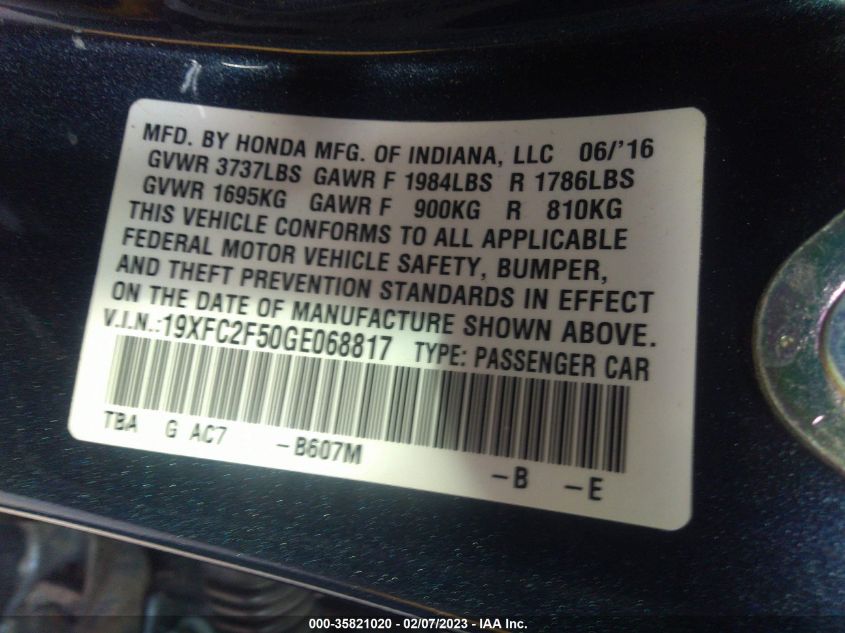 MFD. BY HONDA MFG. OF INDIANA, LLC 06/'16
GVWR 3737LBS GAWR F 1984LBS R 1786LBS
GVWR 1695KG GAWR F 900KG R 810KG
THIS VEHICLE CONFORMS TO ALL APPLICABLE
FEDERAL MOTOR VEHICLE SAFETY, BUMPER,
AND THEFT PREVENTION STANDARDS IN EFFECT
ON THE DATE OF MANUFACTURE SHOWN ABOVE.
V.I.N.:19XFC2F50GE068817 TYPE: PASSENGER CAR
TBA G AC7 -B607M -B -E
000-35821020 - 02/07/2023 - IAA Inc.